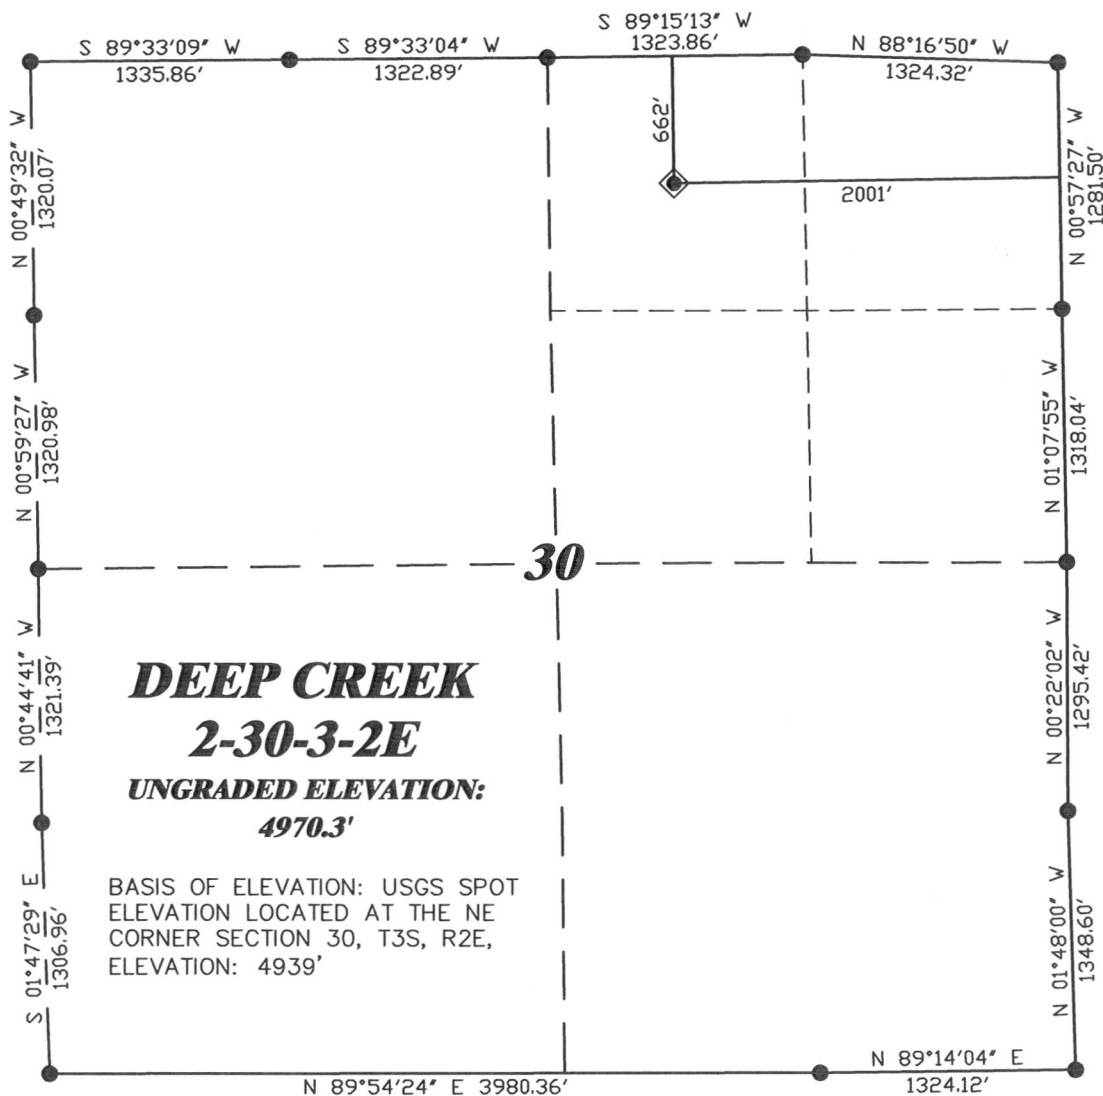 S 89°15'13" W
1323.86'
S 89°33'09" W
1335.86'
S 89°33'04" W
1322.89'
N 88°16'50" W
1324.32'
662'
2001'
N 00°49'32" W
1320.07'
N 00°57'27" W
1281.50'
N 00°59'27" W
1320.98'
N 01°07'55" W
1318.04'
30
N 00°44'41" W
1321.39'
N 00°22'02" W
1295.42'
DEEP CREEK
2-30-3-2E
UNGRADED ELEVATION:
4970.3'
BASIS OF ELEVATION: USGS SPOT
ELEVATION LOCATED AT THE NE
CORNER SECTION 30, T3S, R2E,
ELEVATION: 4939'
S 01°47'29" E
1306.96'
N 01°48'00" W
1348.60'
N 89°54'24" E 3980.36'
N 89°14'04" E
1324.12'